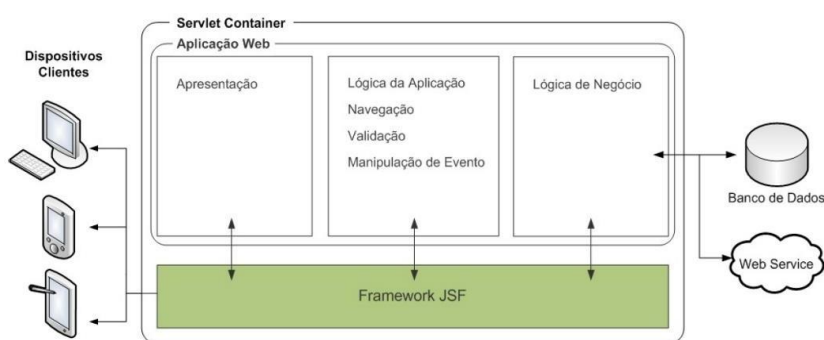 Servlet Container
Aplicação Web
Dispositivos
Clientes
Apresentação
Lógica da Aplicação
Navegação
Validação
Manipulação de Evento
Lógica de Negócio
Banco de Dados
Web Service
Framework JSF